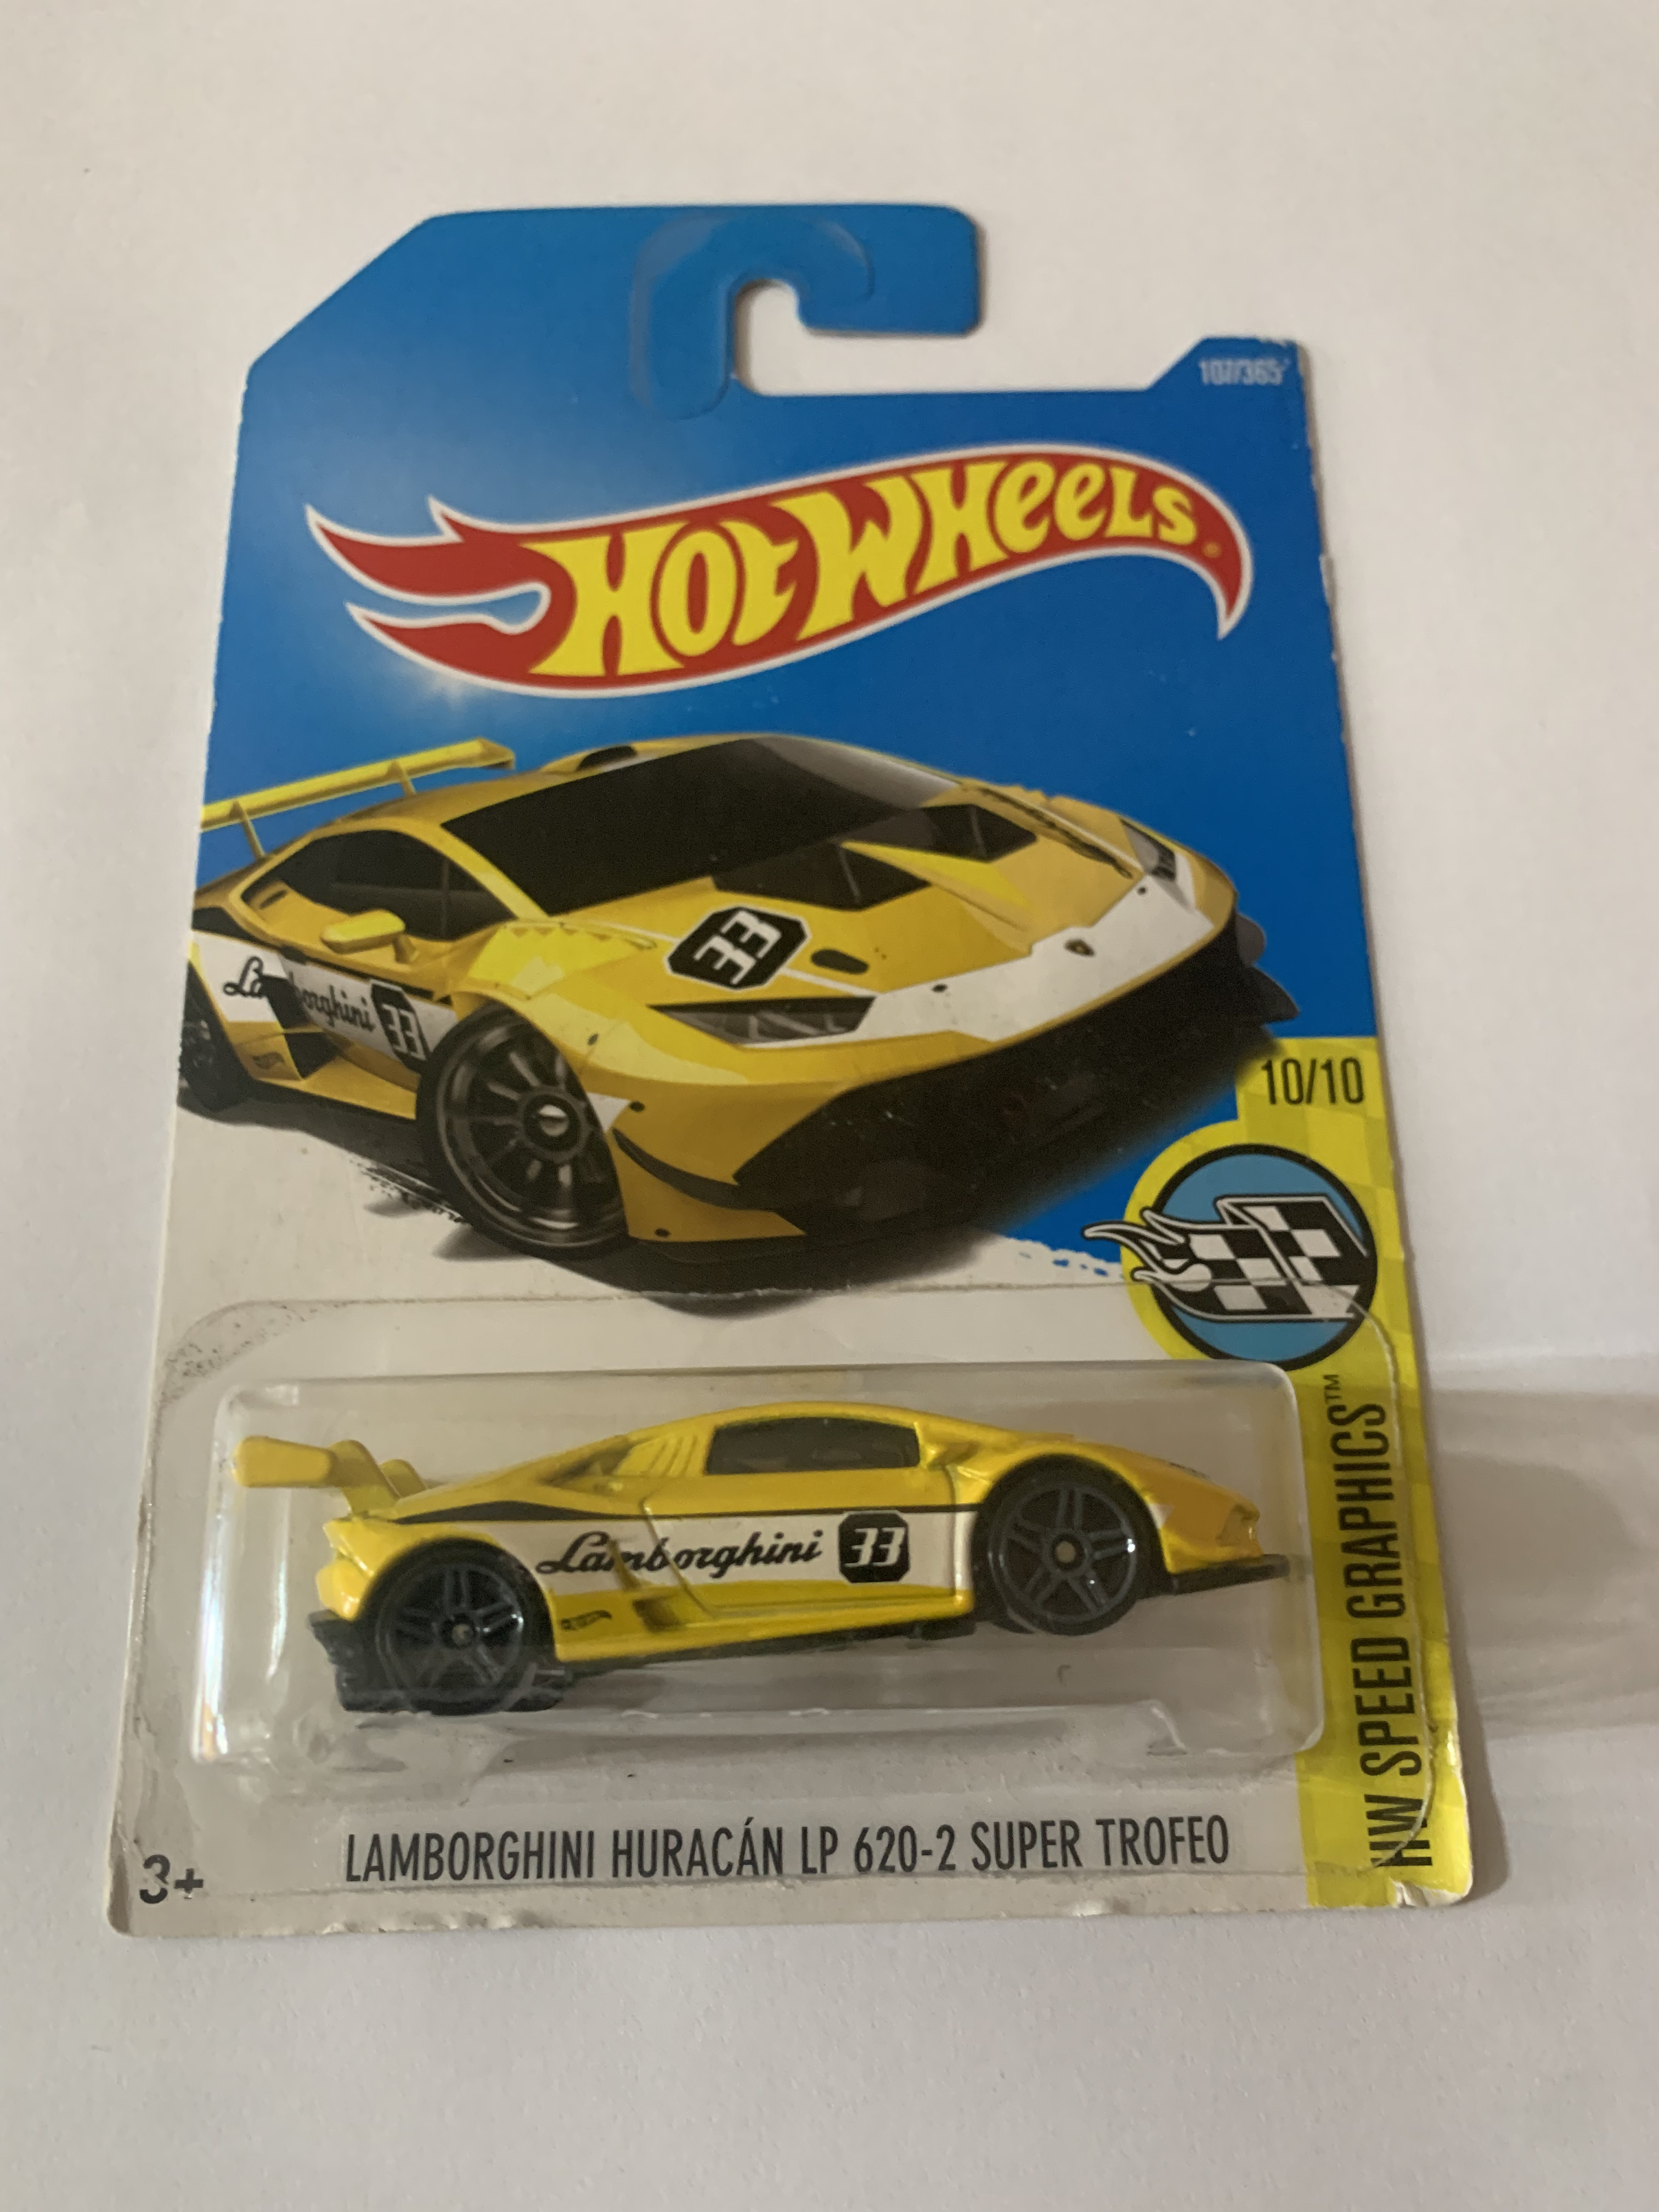 107/365
HOT WHEELS
33
Lamborghini 33
10/10
Lamborghini 33
HW SPEED GRAPHICS™
LAMBORGHINI HURACÁN LP 620-2 SUPER TROFEO
3+